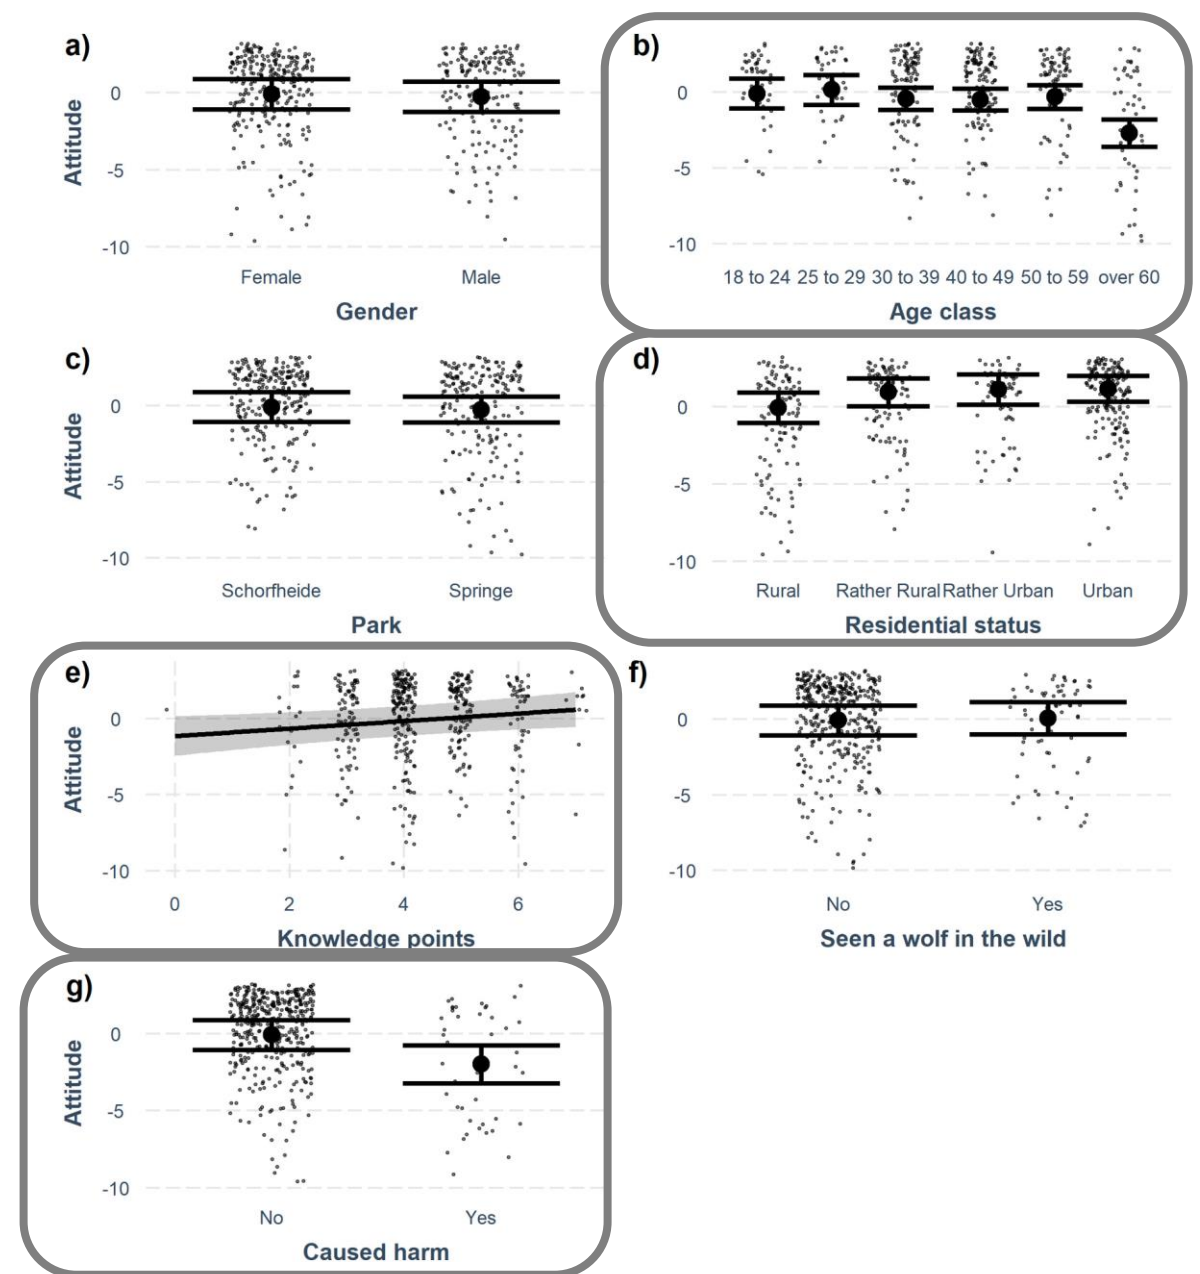 a)
Attitude
0
-5
-10
Female Male
Gender
b)
0
-5
-10
18 to 24 25 to 29 30 to 39 40 to 49 50 to 59 over 60
Age class
c)
Attitude
0
-5
-10
Schorfheide Springe
Park
d)
0
-5
-10
Rural Rather Rural Rather Urban Urban
Residential status
e)
Attitude
0
-5
-10
0 2 4 6
Knowledge points
f)
0
-5
-10
No Yes
Seen a wolf in the wild
g)
Attitude
0
-5
-10
No Yes
Caused harm